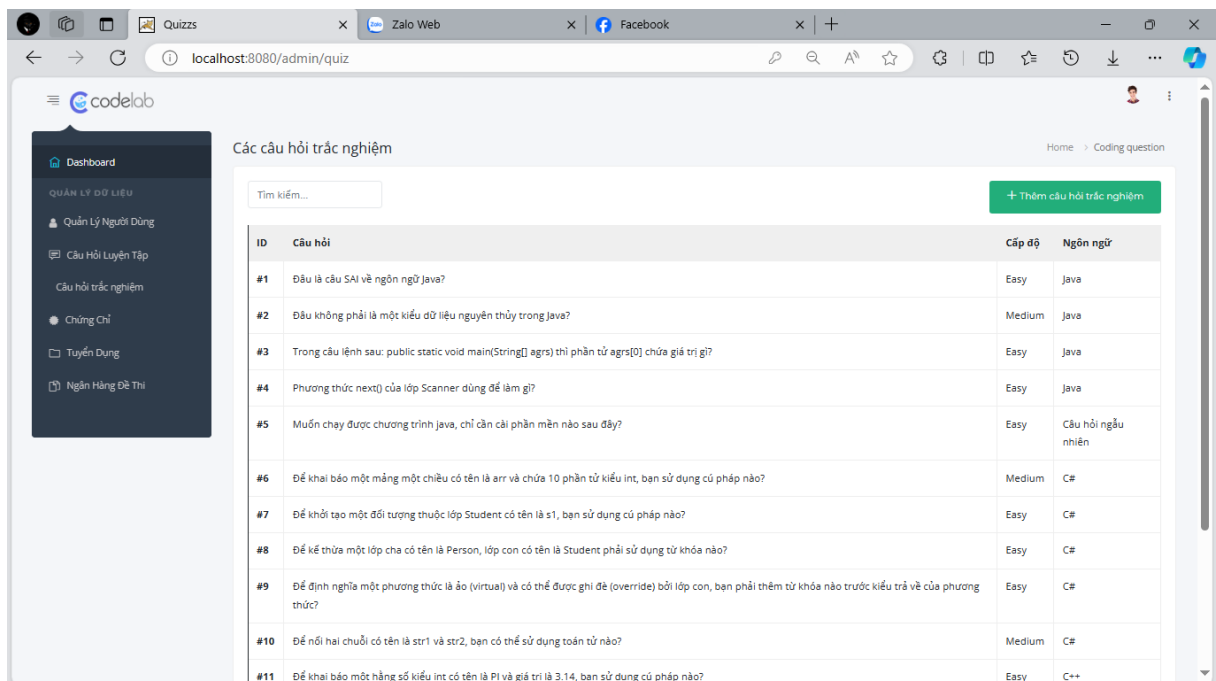 Quizzs
Zalo Web
Facebook
localhost:8080/admin/quiz
codelab
Dashboard
QUẢN LÝ DỮ LIỆU
Quản Lý Người Dùng
Câu Hỏi Luyện Tập
Câu hỏi trắc nghiệm
Chứng Chỉ
Tuyển Dụng
Ngân Hàng Đề Thi
Các câu hỏi trắc nghiệm
Home > Coding question
Tìm kiếm...
+ Thêm câu hỏi trắc nghiệm
ID Câu hỏi Cấp độ Ngôn ngữ
#1 Đâu là câu SAI về ngôn ngữ Java? Easy Java
#2 Đâu không phải là một kiểu dữ liệu nguyên thủy trong Java? Medium Java
#3 Trong câu lệnh sau: public static void main(String[] agrs) thì phần tử agrs[0] chứa giá trị gì? Easy Java
#4 Phương thức next() của lớp Scanner dùng để làm gì? Easy Java
#5 Muốn chạy được chương trình java, chỉ cần cài phần mền nào sau đây? Easy Câu hỏi ngẫu
nhiên
#6 Để khai báo một mảng một chiều có tên là arr và chứa 10 phần tử kiểu int, bạn sử dụng cú pháp nào? Medium C#
#7 Để khởi tạo một đối tượng thuộc lớp Student có tên là s1, bạn sử dụng cú pháp nào? Easy C#
#8 Để kế thừa một lớp cha có tên là Person, lớp con có tên là Student phải sử dụng từ khóa nào? Easy C#
#9 Để định nghĩa một phương thức là ảo (virtual) và có thể được ghi đè (override) bởi lớp con, bạn phải thêm từ khóa nào trước kiểu trả về của phương Easy C#
thức?
#10 Để nối hai chuỗi có tên là str1 và str2, bạn có thể sử dụng toán tử nào? Medium C#
#11 Để khai báo một hằng số kiểu int có tên là PI và giá trị là 3.14, bạn sử dụng cú pháp nào? Easy C++